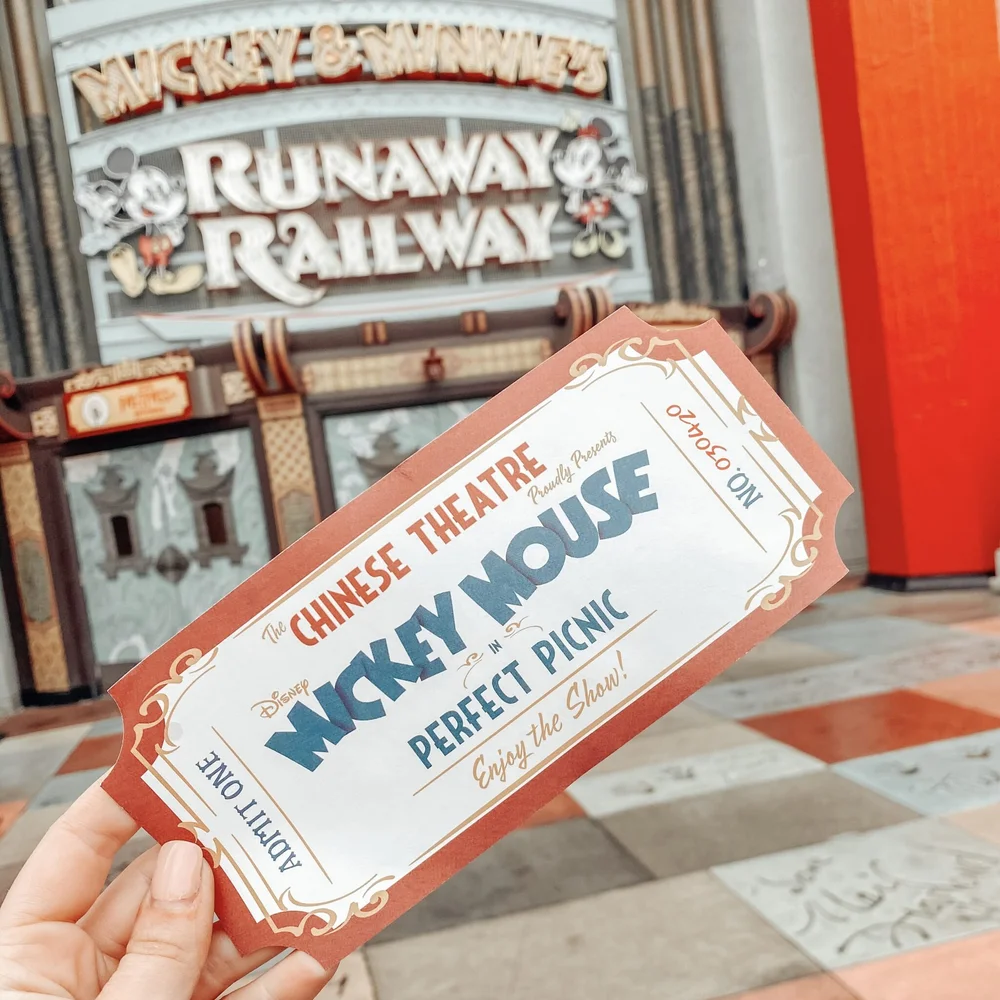 MICKEY & MINNIE'S
RUNAWAY
RAILWAY
The CHINESE THEATRE
Proudly Presents
DISNEY
MICKEY MOUSE
IN
PERFECT PICNIC
Enjoy the Show!
ADMIT ONE
NO. 030420